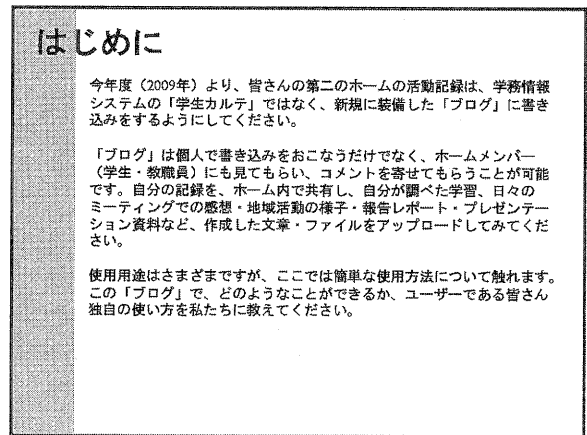 はじめに
今年度（2009年）より、皆さんの第二のホームの活動記録は、学務情報
システムの「学生カルテ」ではなく、新規に装備した「ブログ」に書き
込みをするようにしてください。
「ブログ」は個人で書き込みをおこなうだけでなく、ホームメンバー
（学生・教職員）にも見てもらい、コメントを寄せてもらうことが可能
です。自分の記録を、ホーム内で共有し、自分が調べた学習、日々の
ミーティングでの感想・地域活動の様子・報告レポート・プレゼンテー
ション資料など、作成した文章・ファイルをアップロードしてみてくだ
さい。
使用用途はさまざまですが、ここでは簡単な使用方法について触れます。
この「ブログ」で、どのようなことができるか、ユーザーである皆さん
独自の使い方を私たちに教えてください。